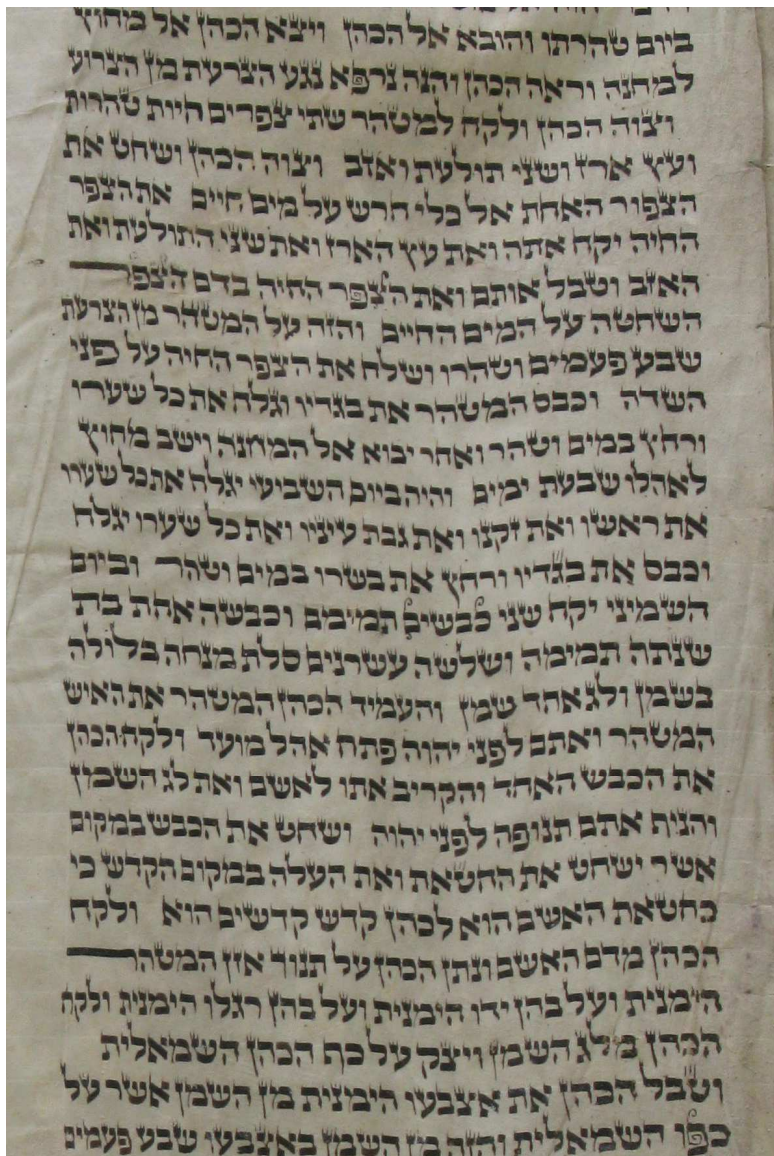 ביום טהרתו והובא אל הכהן ויצא הכהן אל מחוץ
למחנה וראה הכהן והנה נרפא נגע הצרעת מן הצרוע
וצוה הכהן ולקח למטהר שתי צפרים חיות טהרות
ועץ ארז ושני תולעת ואזב וצוה הכהן ושחט את
הצפור האחת אל כלי חרש על מים חיים את הצפר
החיה יקח אתה ואת עץ הארז ואת שני התולעת ואת
האזב וטבל אותם ואת הצפר החיה בדם הצפר
השחטה על המים החיים והזה על המטהר מן הצרעת
שבע פעמים וטהרו ושלח את הצפר החיה על פני
השדה וכבס המטהר את בגדיו וגלח את כל שערו
ורחץ במים וטהר ואחר יבוא אל המחנה וישב מחוץ
לאהלו שבעת ימים והיה ביום השביעי יגלח את כל שערו
את ראשו ואת זקנו ואת גבת עיניו ואת כל שערו יגלח
וכבס את בגדיו ורחץ את בשרו במים וטהר וביום
השמיני יקח שני כבשים תמימים וכבשה אחת בת
שנתה תמימה ושלשה עשרנים סלת מנחה בלולה
בשמן ולג אחד שמן והעמיד הכהן המטהר את האיש
המטהר ואתם לפני יהוה פתח אהל מועד ולקח הכהן
את הכבש האחד והקריב אתו לאשם ואת לג השמן
והניף אתם תנופה לפני יהוה ושחט את הכבש במקום
אשר ישחט את החטאת ואת העלה במקום הקדש כי
כחטאת האשם הוא לכהן קדש קדשים הוא ולקח
הכהן מדם האשם ונתן הכהן על תנוך אזן המטהר
הימנית ועל בהן ידו הימנית ועל בהן רגלו הימנית ולקח
הכהן מלג השמן ויצק על כף הכהן השמאלית
וטבל הכהן את אצבעו הימנית מן השמן אשר על
כפו השמאלית והזה מן השמן באצבעו שבע פעמים